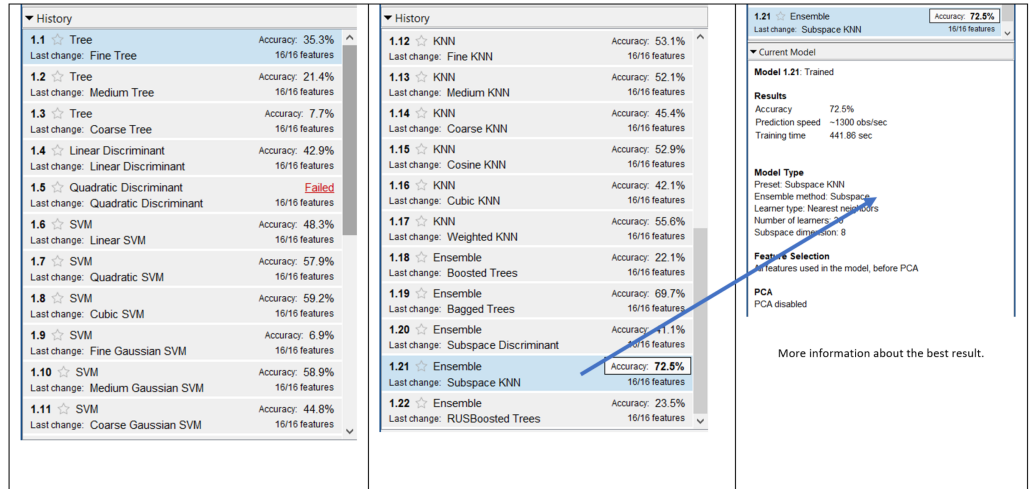 History
1.1 ☆ Tree Accuracy: 35.3%
Last change: Fine Tree 16/16 features
1.2 ☆ Tree Accuracy: 21.4%
Last change: Medium Tree 16/16 features
1.3 ☆ Tree Accuracy: 7.7%
Last change: Coarse Tree 16/16 features
1.4 ☆ Linear Discriminant Accuracy: 42.9%
Last change: Linear Discriminant 16/16 features
1.5 ☆ Quadratic Discriminant Failed
Last change: Quadratic Discriminant 16/16 features
1.6 ☆ SVM Accuracy: 48.3%
Last change: Linear SVM 16/16 features
1.7 ☆ SVM Accuracy: 57.9%
Last change: Quadratic SVM 16/16 features
1.8 ☆ SVM Accuracy: 59.2%
Last change: Cubic SVM 16/16 features
1.9 ☆ SVM Accuracy: 6.9%
Last change: Fine Gaussian SVM 16/16 features
1.10 ☆ SVM Accuracy: 58.9%
Last change: Medium Gaussian SVM 16/16 features
1.11 ☆ SVM Accuracy: 44.8%
Last change: Coarse Gaussian SVM 16/16 features
History
1.12 ☆ KNN Accuracy: 53.1%
Last change: Fine KNN 16/16 features
1.13 ☆ KNN Accuracy: 52.1%
Last change: Medium KNN 16/16 features
1.14 ☆ KNN Accuracy: 45.4%
Last change: Coarse KNN 16/16 features
1.15 ☆ KNN Accuracy: 52.9%
Last change: Cosine KNN 16/16 features
1.16 ☆ KNN Accuracy: 42.1%
Last change: Cubic KNN 16/16 features
1.17 ☆ KNN Accuracy: 55.6%
Last change: Weighted KNN 16/16 features
1.18 ☆ Ensemble Accuracy: 22.1%
Last change: Boosted Trees 16/16 features
1.19 ☆ Ensemble Accuracy: 69.7%
Last change: Bagged Trees 16/16 features
1.20 ☆ Ensemble Accuracy: 41.1%
Last change: Subspace Discriminant 16/16 features
1.21 ☆ Ensemble Accuracy: 72.5%
Last change: Subspace KNN 16/16 features
1.22 ☆ Ensemble Accuracy: 23.5%
Last change: RUSBoosted Trees 16/16 features
1.21 ☆ Ensemble Accuracy: 72.5%
Last change: Subspace KNN 16/16 features
Current Model
Model 1.21: Trained
Results
Accuracy 72.5%
Prediction speed ~1300 obs/sec
Training time 441.86 sec
Model Type
Preset: Subspace KNN
Ensemble method: Subspace
Learner type: Nearest neighbors
Number of learners:
Subspace dimension: 8
Feature Selection
All features used in the model, before PCA
PCA
PCA disabled
More information about the best result.